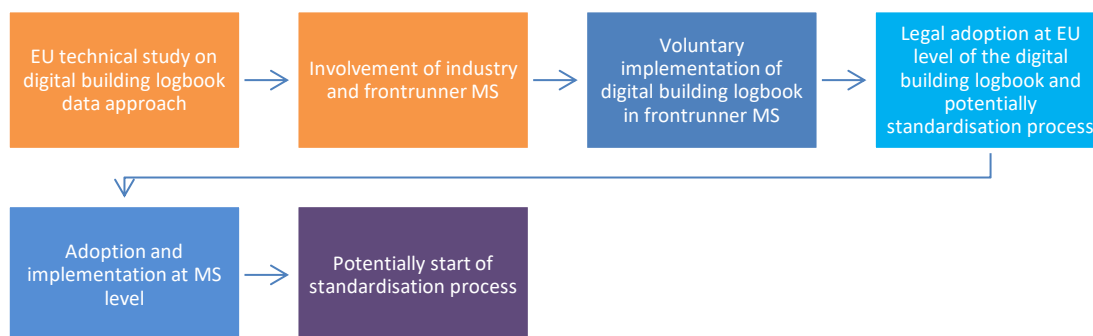 EU technical study on
digital building logbook
data approach
Involvement of industry
and frontrunner MS
Voluntary
implementation of
digital building logbook
in frontrunner MS
Legal adoption at EU
level of the digital
building logbook and
potentially
standardisation process
Adoption and
implementation at MS
level
Potentially start of
standardisation process